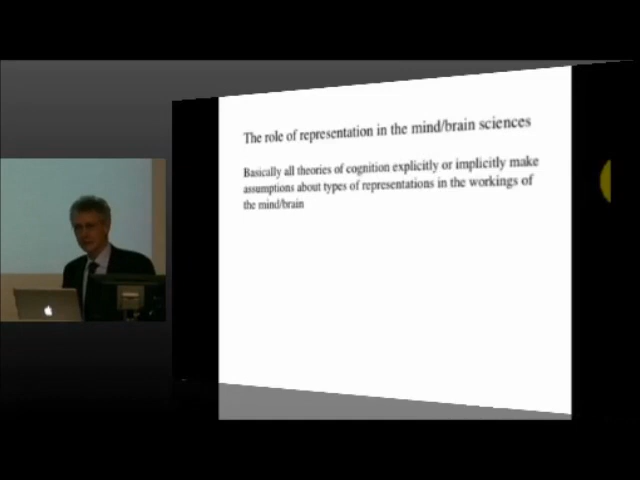 The role of representation in the mind/brain sciences
Basically all theories of cognition explicitly or implicitly make
assumptions about types of representations in the workings of
the mind/brain